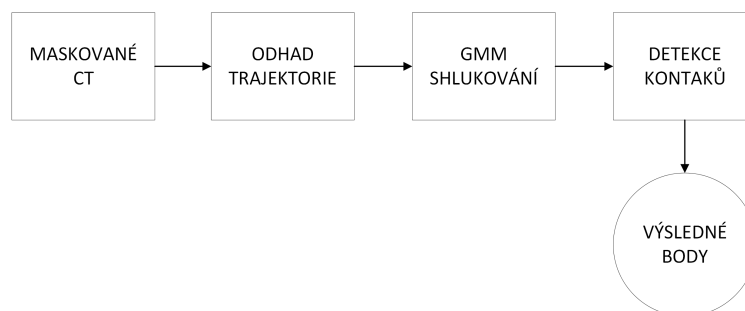 MASKOVANÉ
CT
ODHAD
TRAJEKTORIE
GMM
SHLUKOVÁNÍ
DETEKCE
KONTAKŮ
VÝSLEDNÉ
BODY